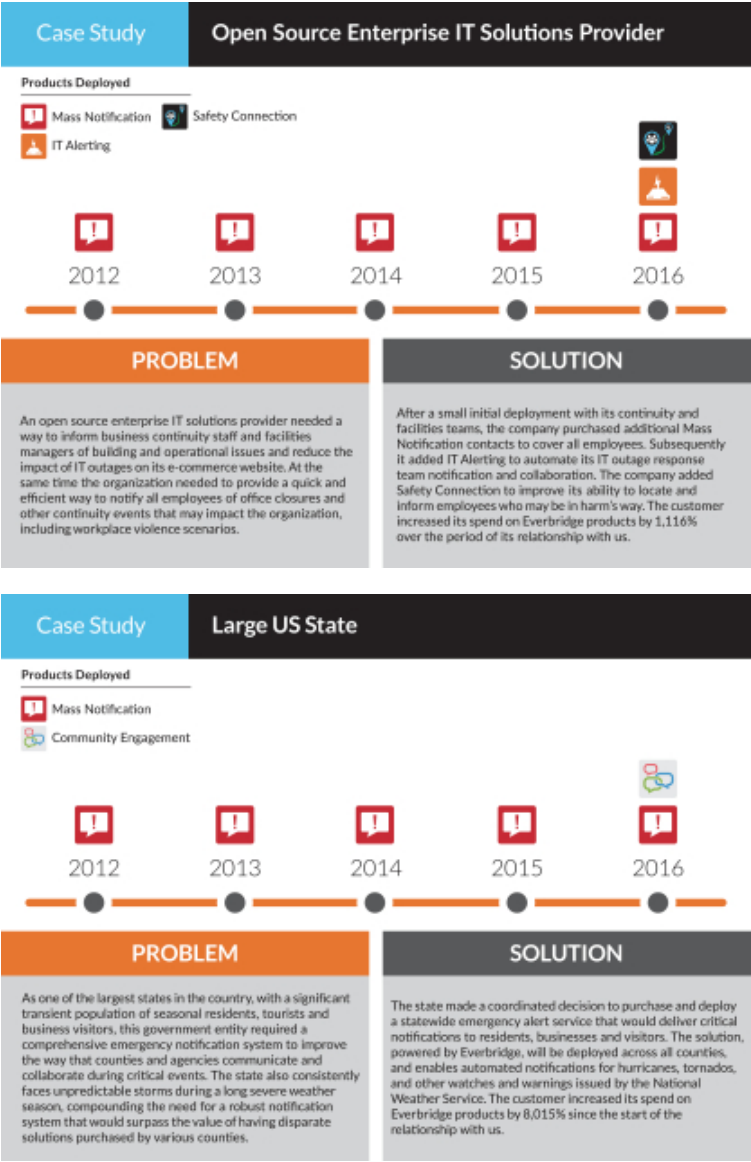 Case Study
Open Source Enterprise IT Solutions Provider
Products Deployed
Mass Notification
Safety Connection
IT Alerting
2012
2013
2014
2015
2016
PROBLEM
An open source enterprise IT solutions provider needed a
way to inform business continuity staff and facilities
managers of building and operational issues and reduce the
impact of IT outages on its e-commerce website. At the
same time the organization needed to provide a quick and
efficient way to notify all employees of office closures and
other continuity events that may impact the organization,
including workplace violence scenarios.
SOLUTION
After a small initial deployment with its continuity and
facilities teams, the company purchased additional Mass
Notification contacts to cover all employees. Subsequently
it added IT Alerting to automate its IT outage response
team notification and collaboration. The company added
Safety Connection to improve its ability to locate and
inform employees who may be in harm's way. The customer
increased its spend on Everbridge products by 1,116%
over the period of its relationship with us.
Case Study
Large US State
Products Deployed
Mass Notification
Community Engagement
2012
2013
2014
2015
2016
PROBLEM
As one of the largest states in the country, with a significant
transient population of seasonal residents, tourists and
business visitors, this government entity required a
comprehensive emergency notification system to improve
the way that counties and agencies communicate and
collaborate during critical events. The state also consistently
faces unpredictable storms during a long severe weather
season, compounding the need for a robust notification
system that would surpass the value of having disparate
solutions purchased by various counties.
SOLUTION
The state made a coordinated decision to purchase and deploy
a statewide emergency alert service that would deliver critical
notifications to residents, businesses and visitors. The solution,
powered by Everbridge, will be deployed across all counties,
and enables automated notifications for hurricanes, tornados,
and other watches and warnings issued by the National
Weather Service. The customer increased its spend on
Everbridge products by 8,015% since the start of the
relationship with us.